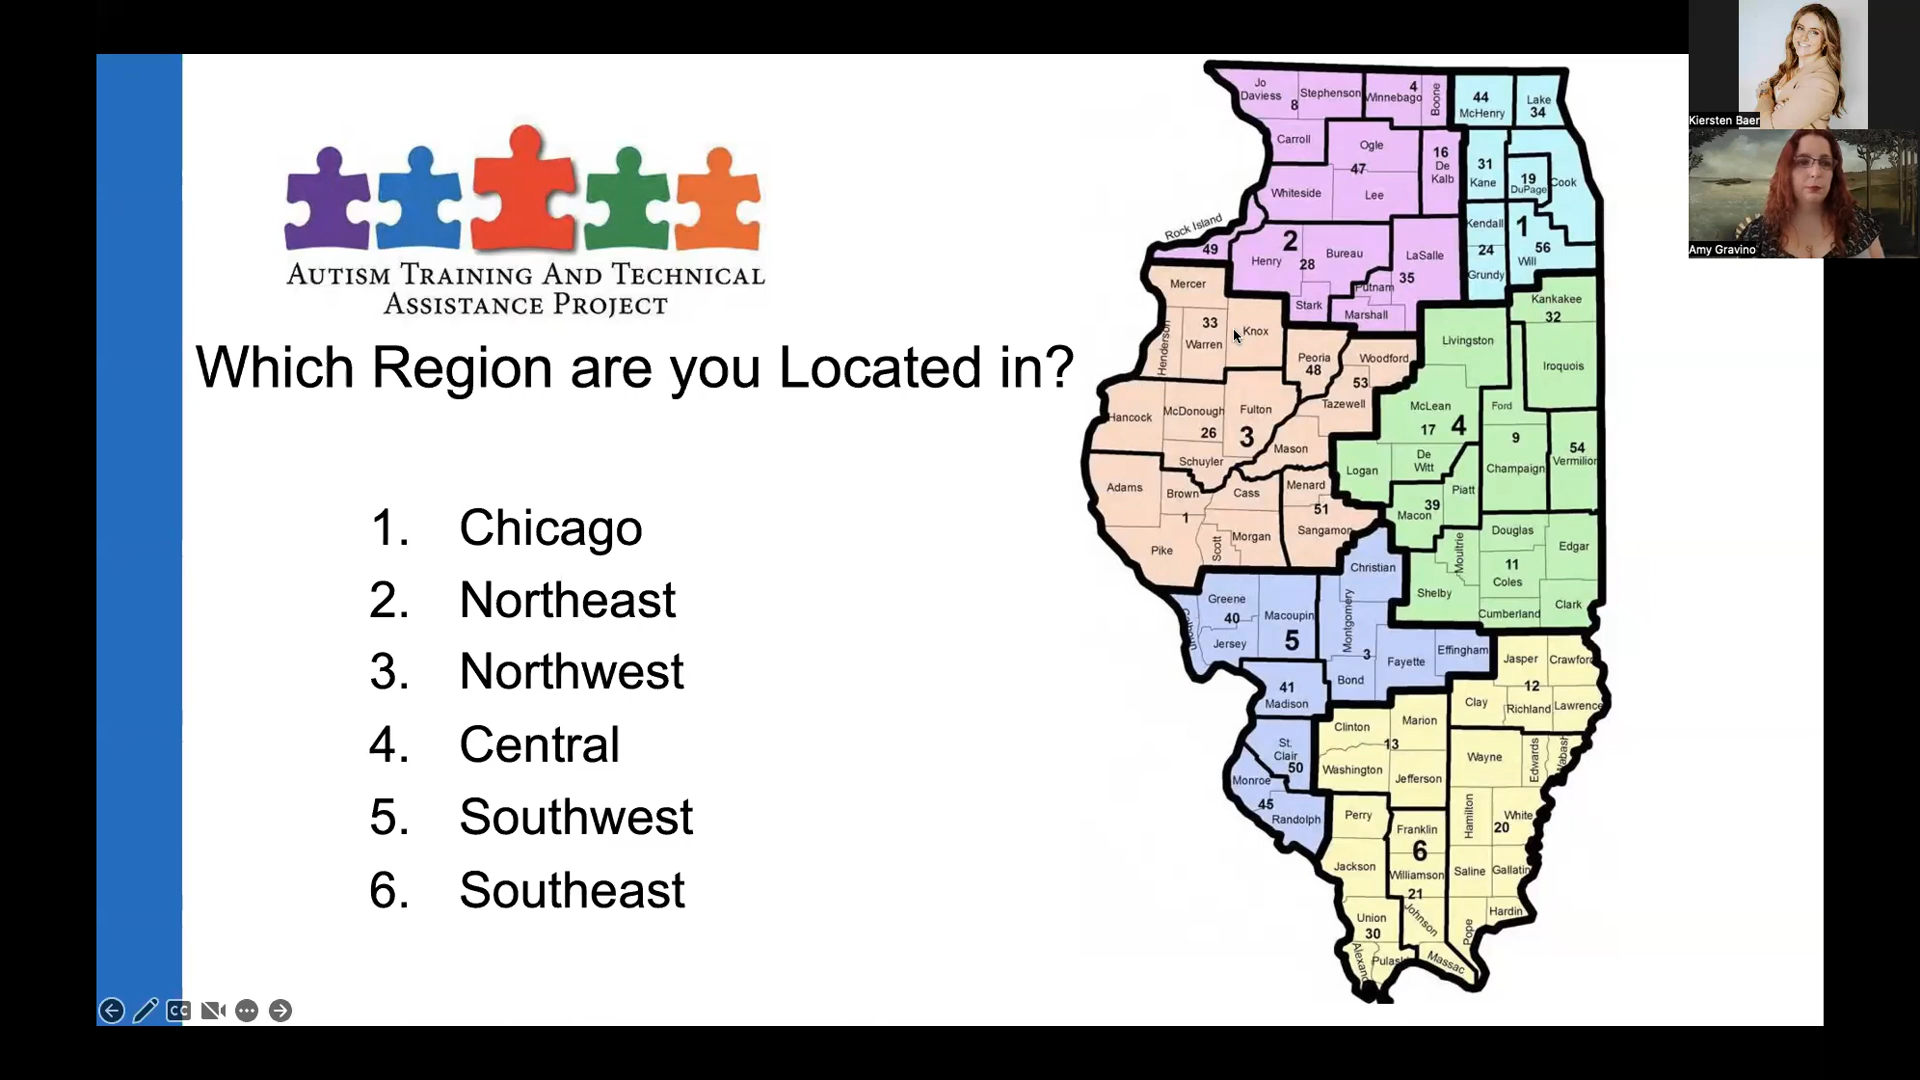 AUTISM TRAINING AND TECHNICAL
ASSISTANCE PROJECT
Which Region are you Located in?
1. Chicago
2. Northeast
3. Northwest
4. Central
5. Southwest
6. Southeast
Jo
Daviess
8
Stephenson
4
Winnebago
Boone
44
McHenry
Lake
34
Carroll
Ogle
47
16
De
Kalb
31
Kane
19
DuPage
Cook
Whiteside
Lee
Kendall
24
Grundy
1
56
Will
Rock Island
49
2
Henry
28
Bureau
LaSalle
35
Putnam
Stark
Marshall
Mercer
33
Warren
Knox
Henderson
Peoria
48
Woodford
53
Tazewell
Livingston
Kankakee
32
Iroquois
Hancock
McDonough
26
Fulton
3
Mason
Schuyler
McLean
17
4
Ford
9
Champaign
54
Vermilion
Logan
De
Witt
Piatt
39
Macon
Adams
Brown
1
Cass
Menard
51
Sangamon
Pike
Scott
Morgan
Christian
Moultrie
Douglas
Edgar
11
Coles
Shelby
Cumberland
Clark
Greene
40
Jersey
Calhoun
Macoupin
5
Montgomery
3
Fayette
Effingham
Bond
41
Madison
Jasper
Crawford
12
Clay
Richland
Lawrence
Clinton
Marion
13
Washington
Jefferson
St.
Clair
50
Monroe
45
Randolph
Wayne
Edwards
Wabash
Perry
Franklin
6
Williamson
21
Hamilton
White
20
Jackson
Saline
Gallatin
Union
30
Johnson
Pope
Hardin
Alexand
Pulaski
Massac
CC
Kiersten Baer
Amy Gravino